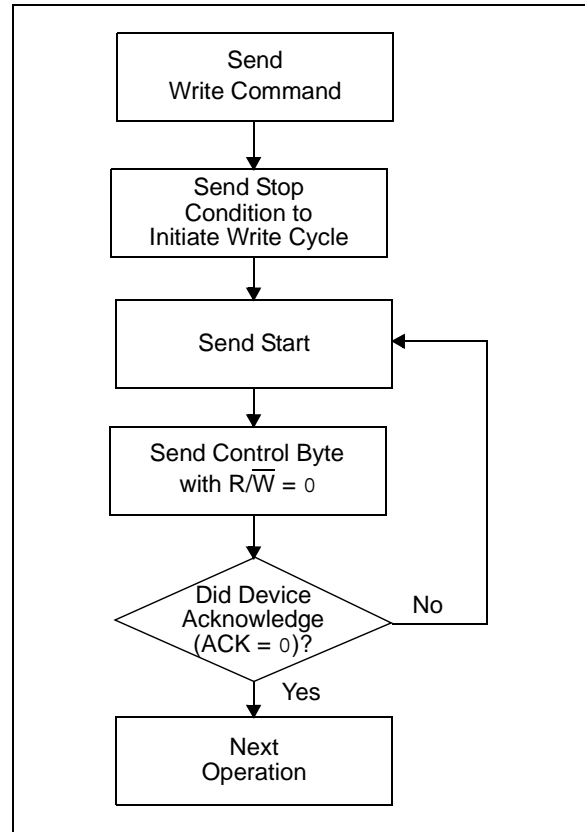 Send
Write Command
Send Stop
Condition to
Initiate Write Cycle
Send Start
Send Control Byte
with R/W̅ = 0
Did Device
Acknowledge
(ACK = 0)?
No
Yes
Next
Operation